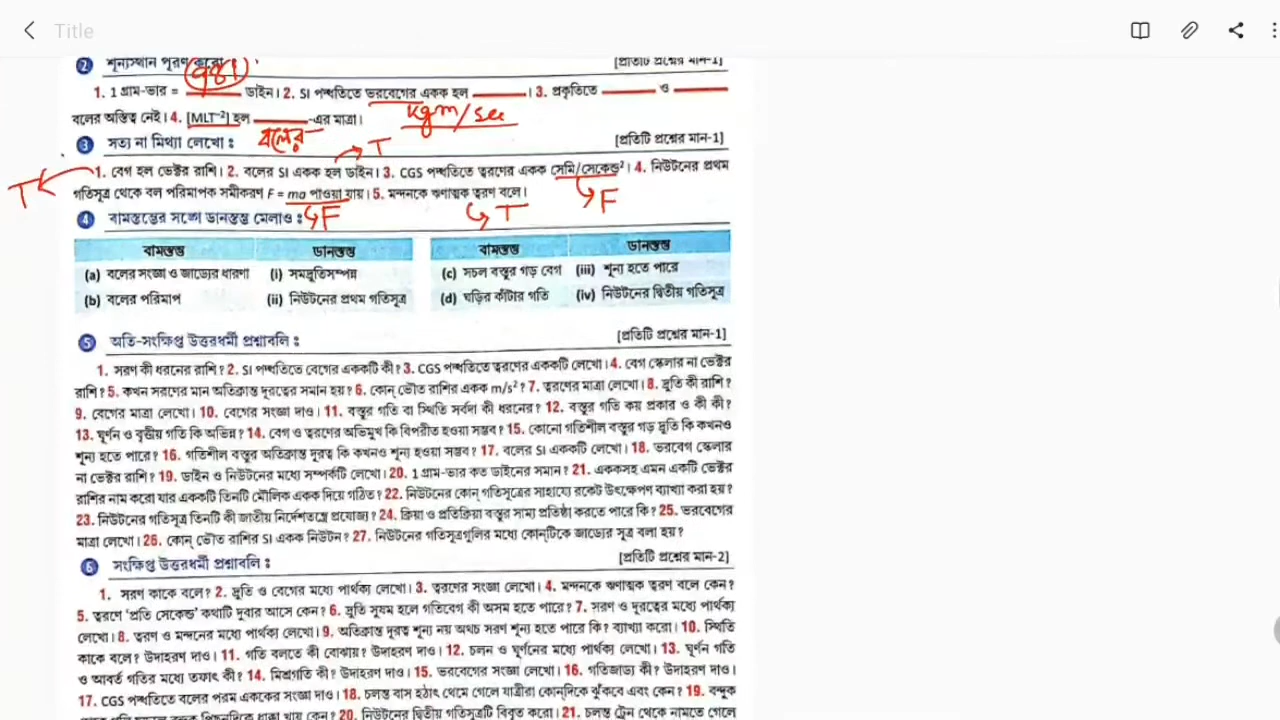 Title
2 শূন্যস্থান পূরণ করো [প্রতিটি প্রশ্নের মান-1]
981
1. 1 গ্রাম-ভার = ডাইন। 2. SI পদ্ধতিতে ভরবেগের একক হল ______। 3. প্রকৃতিতে ______ ও ______
বলের অস্তিত্ব নেই। 4. [MLT⁻²] হল ______-এর মাত্রা। kgm/sec
3 সত্য না মিথ্যা লেখো : বলের [প্রতিটি প্রশ্নের মান-1]
T
1. বেগ হল ভেক্টর রাশি। 2. বলের SI একক হল ডাইন। 3. CGS পদ্ধতিতে ত্বরণের একক সেমি/সেকেন্ড²। 4. নিউটনের প্রথম
T
গতিসূত্র থেকে বল পরিমাপক সমীকরণ F = ma পাওয়া যায়। 5. মন্দনকে ঋণাত্মক ত্বরণ বলে।
F T F
4 বামস্তম্ভের সঙ্গে ডানস্তম্ভ মেলাও :
বামস্তম্ভ ডানস্তম্ভ বামস্তম্ভ ডানস্তম্ভ
(a) বলের সংজ্ঞা ও জাড্যের ধারণা (i) সমদ্রুতিসম্পন্ন (c) সচল বস্তুর গড় বেগ (iii) শূন্য হতে পারে
(b) বলের পরিমাপ (ii) নিউটনের প্রথম গতিসূত্র (d) ঘড়ির কাঁটার গতি (iv) নিউটনের দ্বিতীয় গতিসূত্র
5 অতি-সংক্ষিপ্ত উত্তরধর্মী প্রশ্নাবলি : [প্রতিটি প্রশ্নের মান-1]
1. সরণ কী ধরনের রাশি? 2. SI পদ্ধতিতে বেগের এককটি কী? 3. CGS পদ্ধতিতে ত্বরণের এককটি লেখো। 4. বেগ স্কেলার না ভেক্টর
রাশি? 5. কখন সরণের মান অতিক্রান্ত দূরত্বের সমান হয়? 6. কোন্ ভৌত রাশির একক m/s²? 7. ত্বরণের মাত্রা লেখো। 8. দ্রুতি কী রাশি?
9. বেগের মাত্রা লেখো। 10. বেগের সংজ্ঞা দাও। 11. বস্তুর গতি বা স্থিতি সর্বদা কী ধরনের? 12. বস্তুর গতি কয় প্রকার ও কী কী?
13. ঘূর্ণন ও বৃত্তীয় গতি কি অভিন্ন? 14. বেগ ও ত্বরণের অভিমুখ কি বিপরীত হওয়া সম্ভব? 15. কোনো গতিশীল বস্তুর গড় দ্রুতি কি কখনও
শূন্য হতে পারে? 16. গতিশীল বস্তুর অতিক্রান্ত দূরত্ব কি কখনও শূন্য হওয়া সম্ভব? 17. বলের SI এককটি লেখো। 18. ভরবেগ স্কেলার
না ভেক্টর রাশি? 19. ডাইন ও নিউটনের মধ্যে সম্পর্কটি লেখো। 20. 1 গ্রাম-ভার কত ডাইনের সমান? 21. এককসহ এমন একটি ভেক্টর
রাশির নাম করো যার এককটি তিনটি মৌলিক একক দিয়ে গঠিত? 22. নিউটনের কোন্ গতিসূত্রের সাহায্যে রকেট উৎক্ষেপণ ব্যাখ্যা করা হয়?
23. নিউটনের গতিসূত্র তিনটি কী জাতীয় নির্দেশতন্ত্রে প্রযোজ্য? 24. ক্রিয়া ও প্রতিক্রিয়া বস্তুর সাম্য প্রতিষ্ঠা করতে পারে কি? 25. ভরবেগের
মাত্রা লেখো। 26. কোন্ ভৌত রাশির SI একক নিউটন? 27. নিউটনের গতিসূত্রগুলির মধ্যে কোন্‌টিকে জাড্যের সূত্র বলা হয়?
6 সংক্ষিপ্ত উত্তরধর্মী প্রশ্নাবলি : [প্রতিটি প্রশ্নের মান-2]
1. সরণ কাকে বলে? 2. দ্রুতি ও বেগের মধ্যে পার্থক্য লেখো। 3. ত্বরণের সংজ্ঞা লেখো। 4. মন্দনকে ঋণাত্মক ত্বরণ বলে কেন?
5. ত্বরণে 'প্রতি সেকেন্ড' কথাটি দুবার আসে কেন? 6. দ্রুতি সুষম হলে গতিবেগ কী অসম হতে পারে? 7. সরণ ও দূরত্বের মধ্যে পার্থক্য
লেখো। 8. ত্বরণ ও মন্দনের মধ্যে পার্থক্য লেখো। 9. অতিক্রান্ত দূরত্ব শূন্য নয় অথচ সরণ শূন্য হতে পারে কি? ব্যাখ্যা করো। 10. স্থিতি
কাকে বলে? উদাহরণ দাও। 11. গতি বলতে কী বোঝায়? উদাহরণ দাও। 12. চলন ও ঘূর্ণনের মধ্যে পার্থক্য লেখো। 13. ঘূর্ণন গতি
ও আবর্ত গতির মধ্যে তফাৎ কী? 14. মিশ্রগতি কী? উদাহরণ দাও। 15. ভরবেগের সংজ্ঞা লেখো। 16. গতিজাড্য কী? উদাহরণ দাও।
17. CGS পদ্ধতিতে বলের পরম এককের সংজ্ঞা দাও। 18. চলন্ত বাস হঠাৎ থেমে গেলে যাত্রীরা কোন্‌দিকে ঝুঁকবে এবং কেন? 19. বন্দুক
20. নিউটনের দ্বিতীয় গতিসূত্রটি বিবৃত করো। 21. চলন্ত ট্রেন থেকে নামতে গেলে